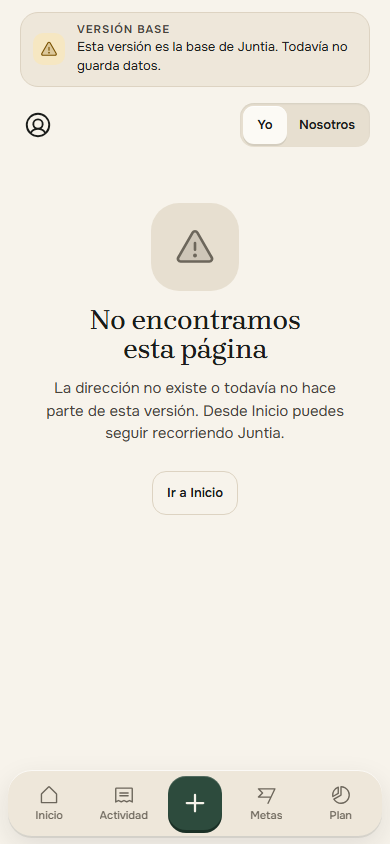 VERSIÓN BASE
Esta versión es la base de Juntia. Todavía no
guarda datos.
Yo
Nosotros
No encontramos
esta página
La dirección no existe o todavía no hace
parte de esta versión. Desde Inicio puedes
seguir recorriendo Juntia.
Ir a Inicio
Inicio
Actividad
Metas
Plan